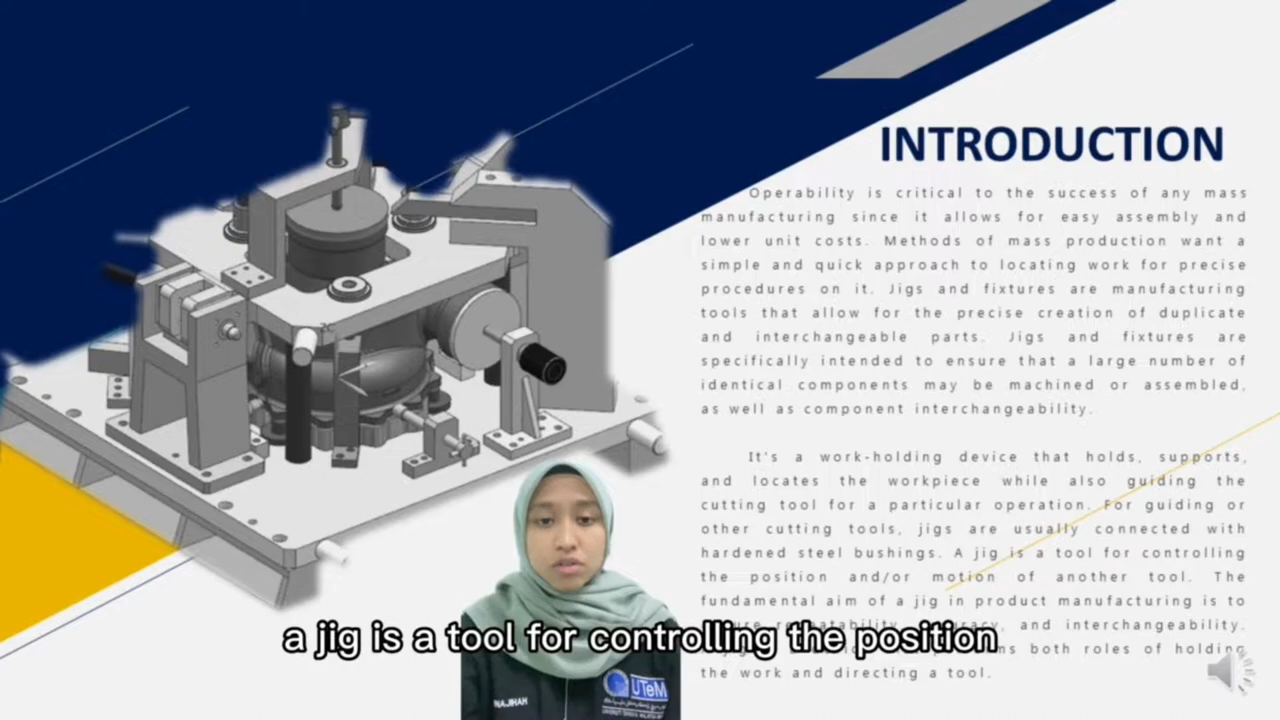 INTRODUCTION
Operability is critical to the success of any mass
manufacturing since it allows for easy assembly and
lower unit costs. Methods of mass production want a
simple and quick approach to locating work for precise
procedures on it. Jigs and fixtures are manufacturing
tools that allow for the precise creation of duplicate
and interchangeable parts. Jigs and fixtures are
specifically intended to ensure that a large number of
identical components may be machined or assembled,
as well as component interchangeability.
It's a work-holding device that holds, supports,
and locates the workpiece while also guiding the
cutting tool for a particular operation. For guiding or
other cutting tools, jigs are usually connected with
hardened steel bushings. A jig is a tool for controlling
the position and/or motion of another tool. The
fundamental aim of a jig in product manufacturing is to
and interchangeability.
both roles of holding
the work and directing a tool.
a jig is a tool for controlling the position
NAJIHAH
UTeM